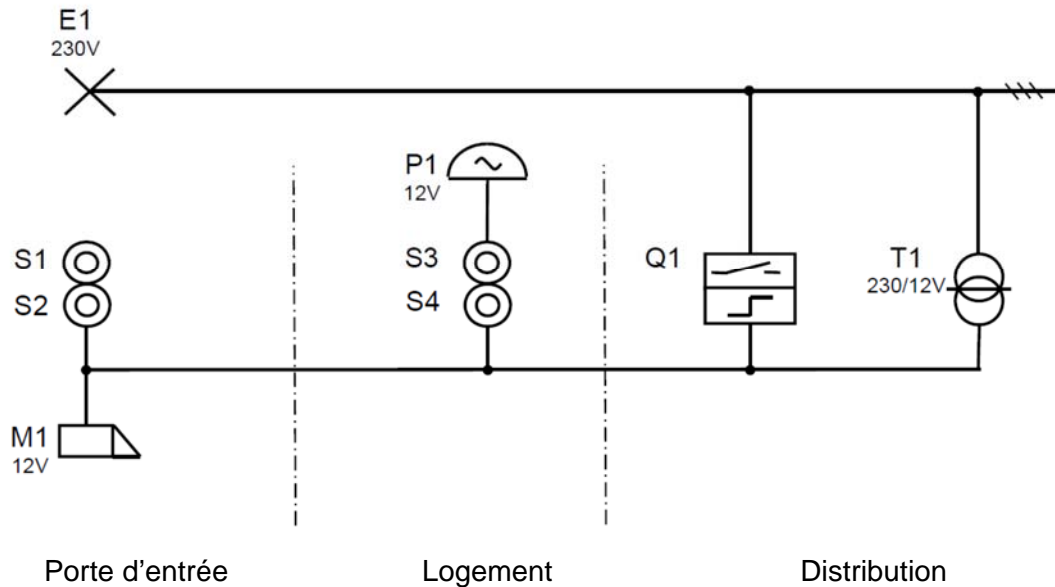 E1
230V
P1
12V
S1
S2
S3
S4
Q1
T1
230/12V
M1
12V
Porte d'entrée
Logement
Distribution